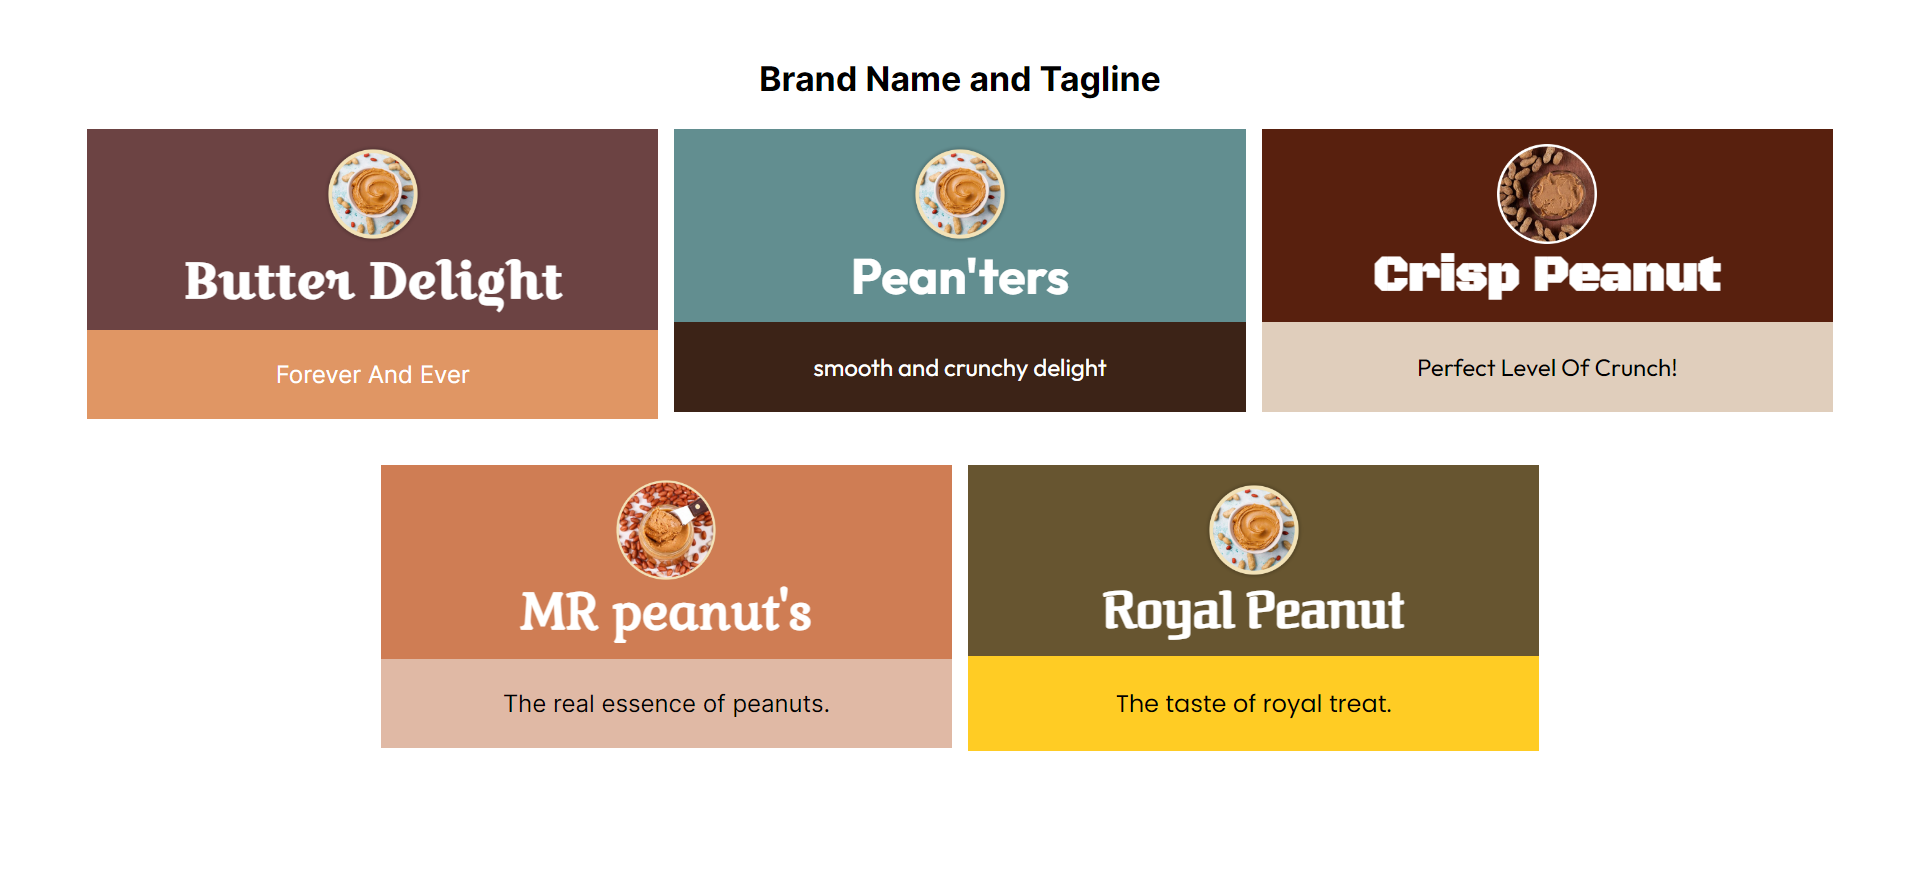 Brand Name and Tagline
Butter Delight
Forever And Ever
Pean'ters
smooth and crunchy delight
Crisp Peanut
Perfect Level Of Crunch!
MR peanut's
The real essence of peanuts.
Royal Peanut
The taste of royal treat.